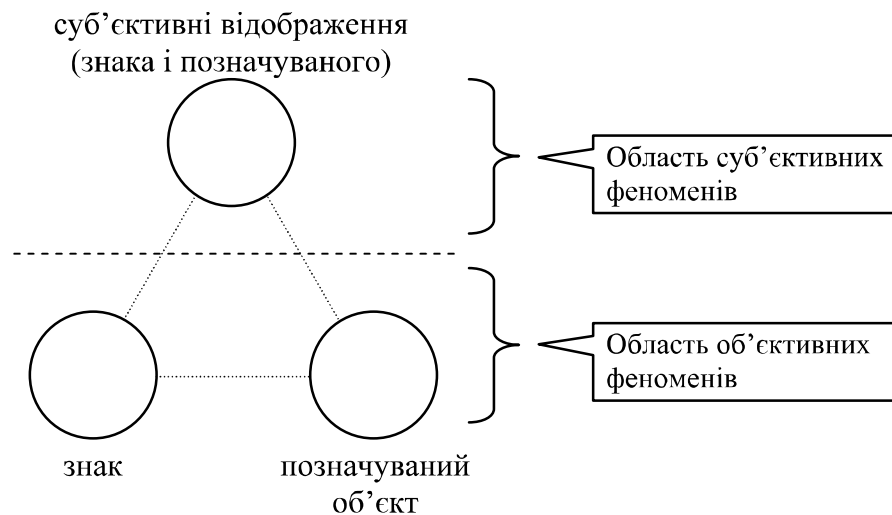 суб’єктивні відображення
(знака і позначуваного)
Область суб’єктивних
феноменів
Область об’єктивних
феноменів
знак
позначуваний
об’єкт